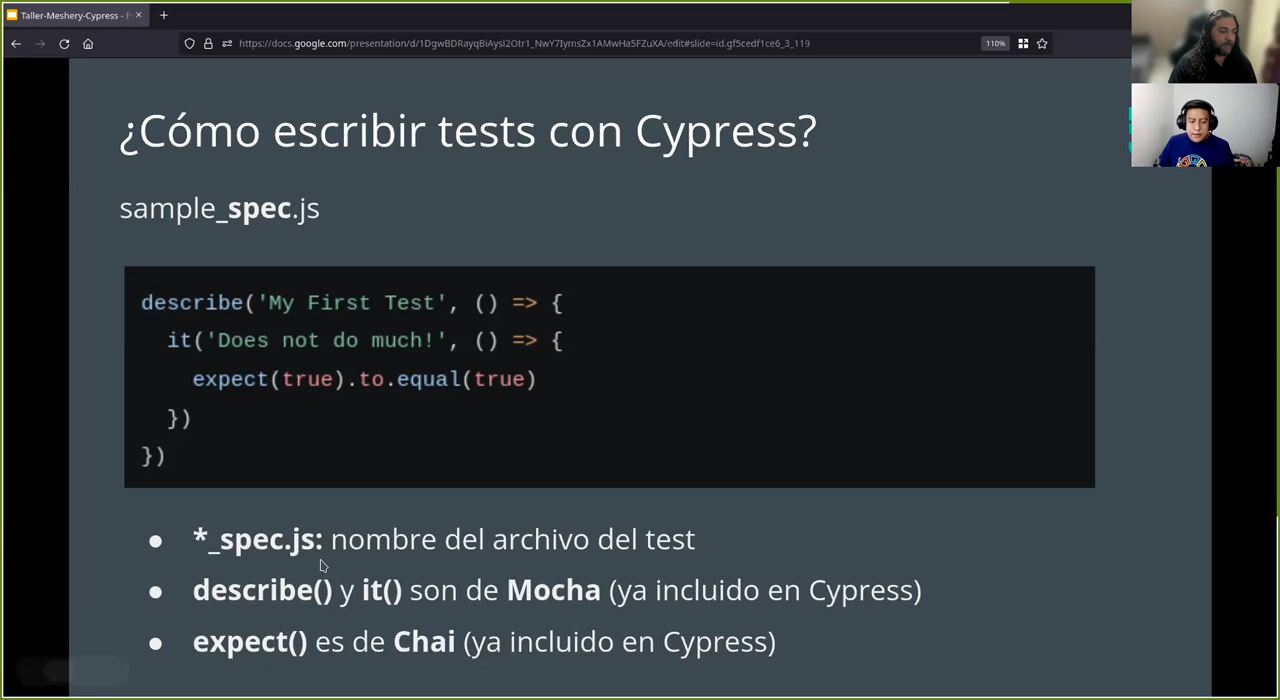 Taller-Meshery-Cypress - 
https://docs.google.com/presentation/d/1DgwBDRayqBiAysl2Otr1_NwY7IymsZx1AMwHa5FZuXA/edit#slide=id.gf5cedf1ce6_3_119
110%
¿Cómo escribir tests con Cypress?
sample_spec.js
describe('My First Test', () => {
  it('Does not do much!', () => {
    expect(true).to.equal(true)
  })
})
● *_spec.js: nombre del archivo del test
● describe() y it() son de Mocha (ya incluido en Cypress)
● expect() es de Chai (ya incluido en Cypress)